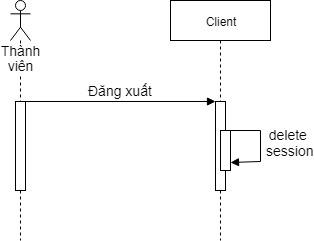 Client
Thành
viên
Đăng xuất
delete
session